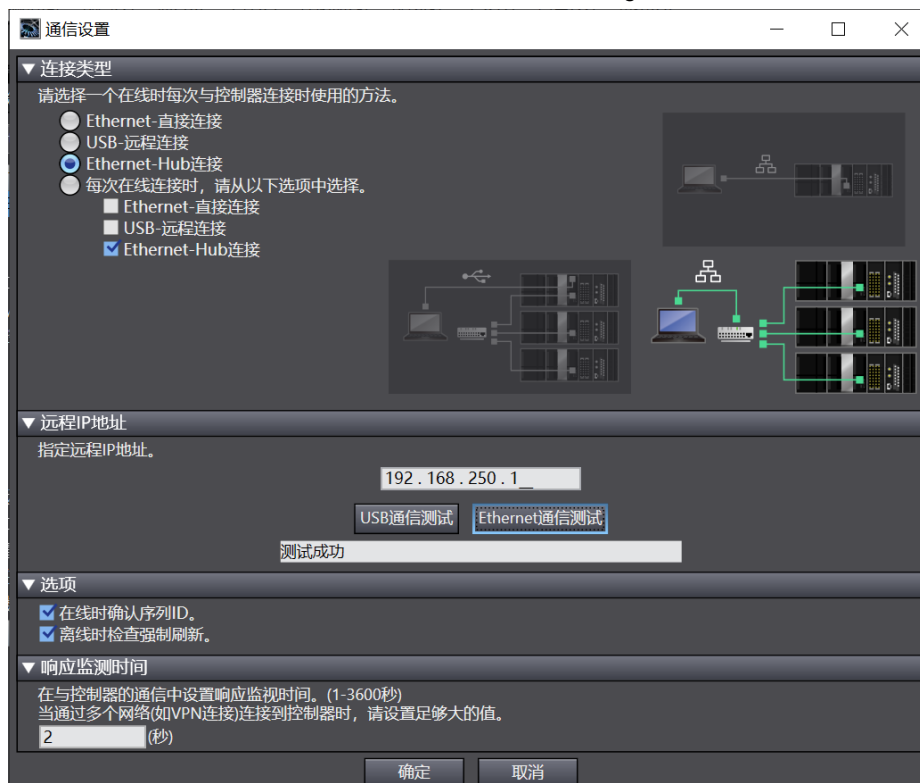 通信设置
▼ 连接类型
请选择一个在线时每次与控制器连接时使用的方法。
Ethernet-直接连接
USB-远程连接
Ethernet-Hub连接
每次在线连接时，请从以下选项中选择。
Ethernet-直接连接
USB-远程连接
Ethernet-Hub连接
▼ 远程IP地址
指定远程IP地址。
192 . 168 . 250 . 1__
USB通信测试 Ethernet通信测试
测试成功
▼ 选项
在线时确认序列ID。
离线时检查强制刷新。
▼ 响应监测时间
在与控制器的通信中设置响应监视时间。(1-3600秒)
当通过多个网络(如VPN连接)连接到控制器时，请设置足够大的值。
2 (秒)
确定 取消